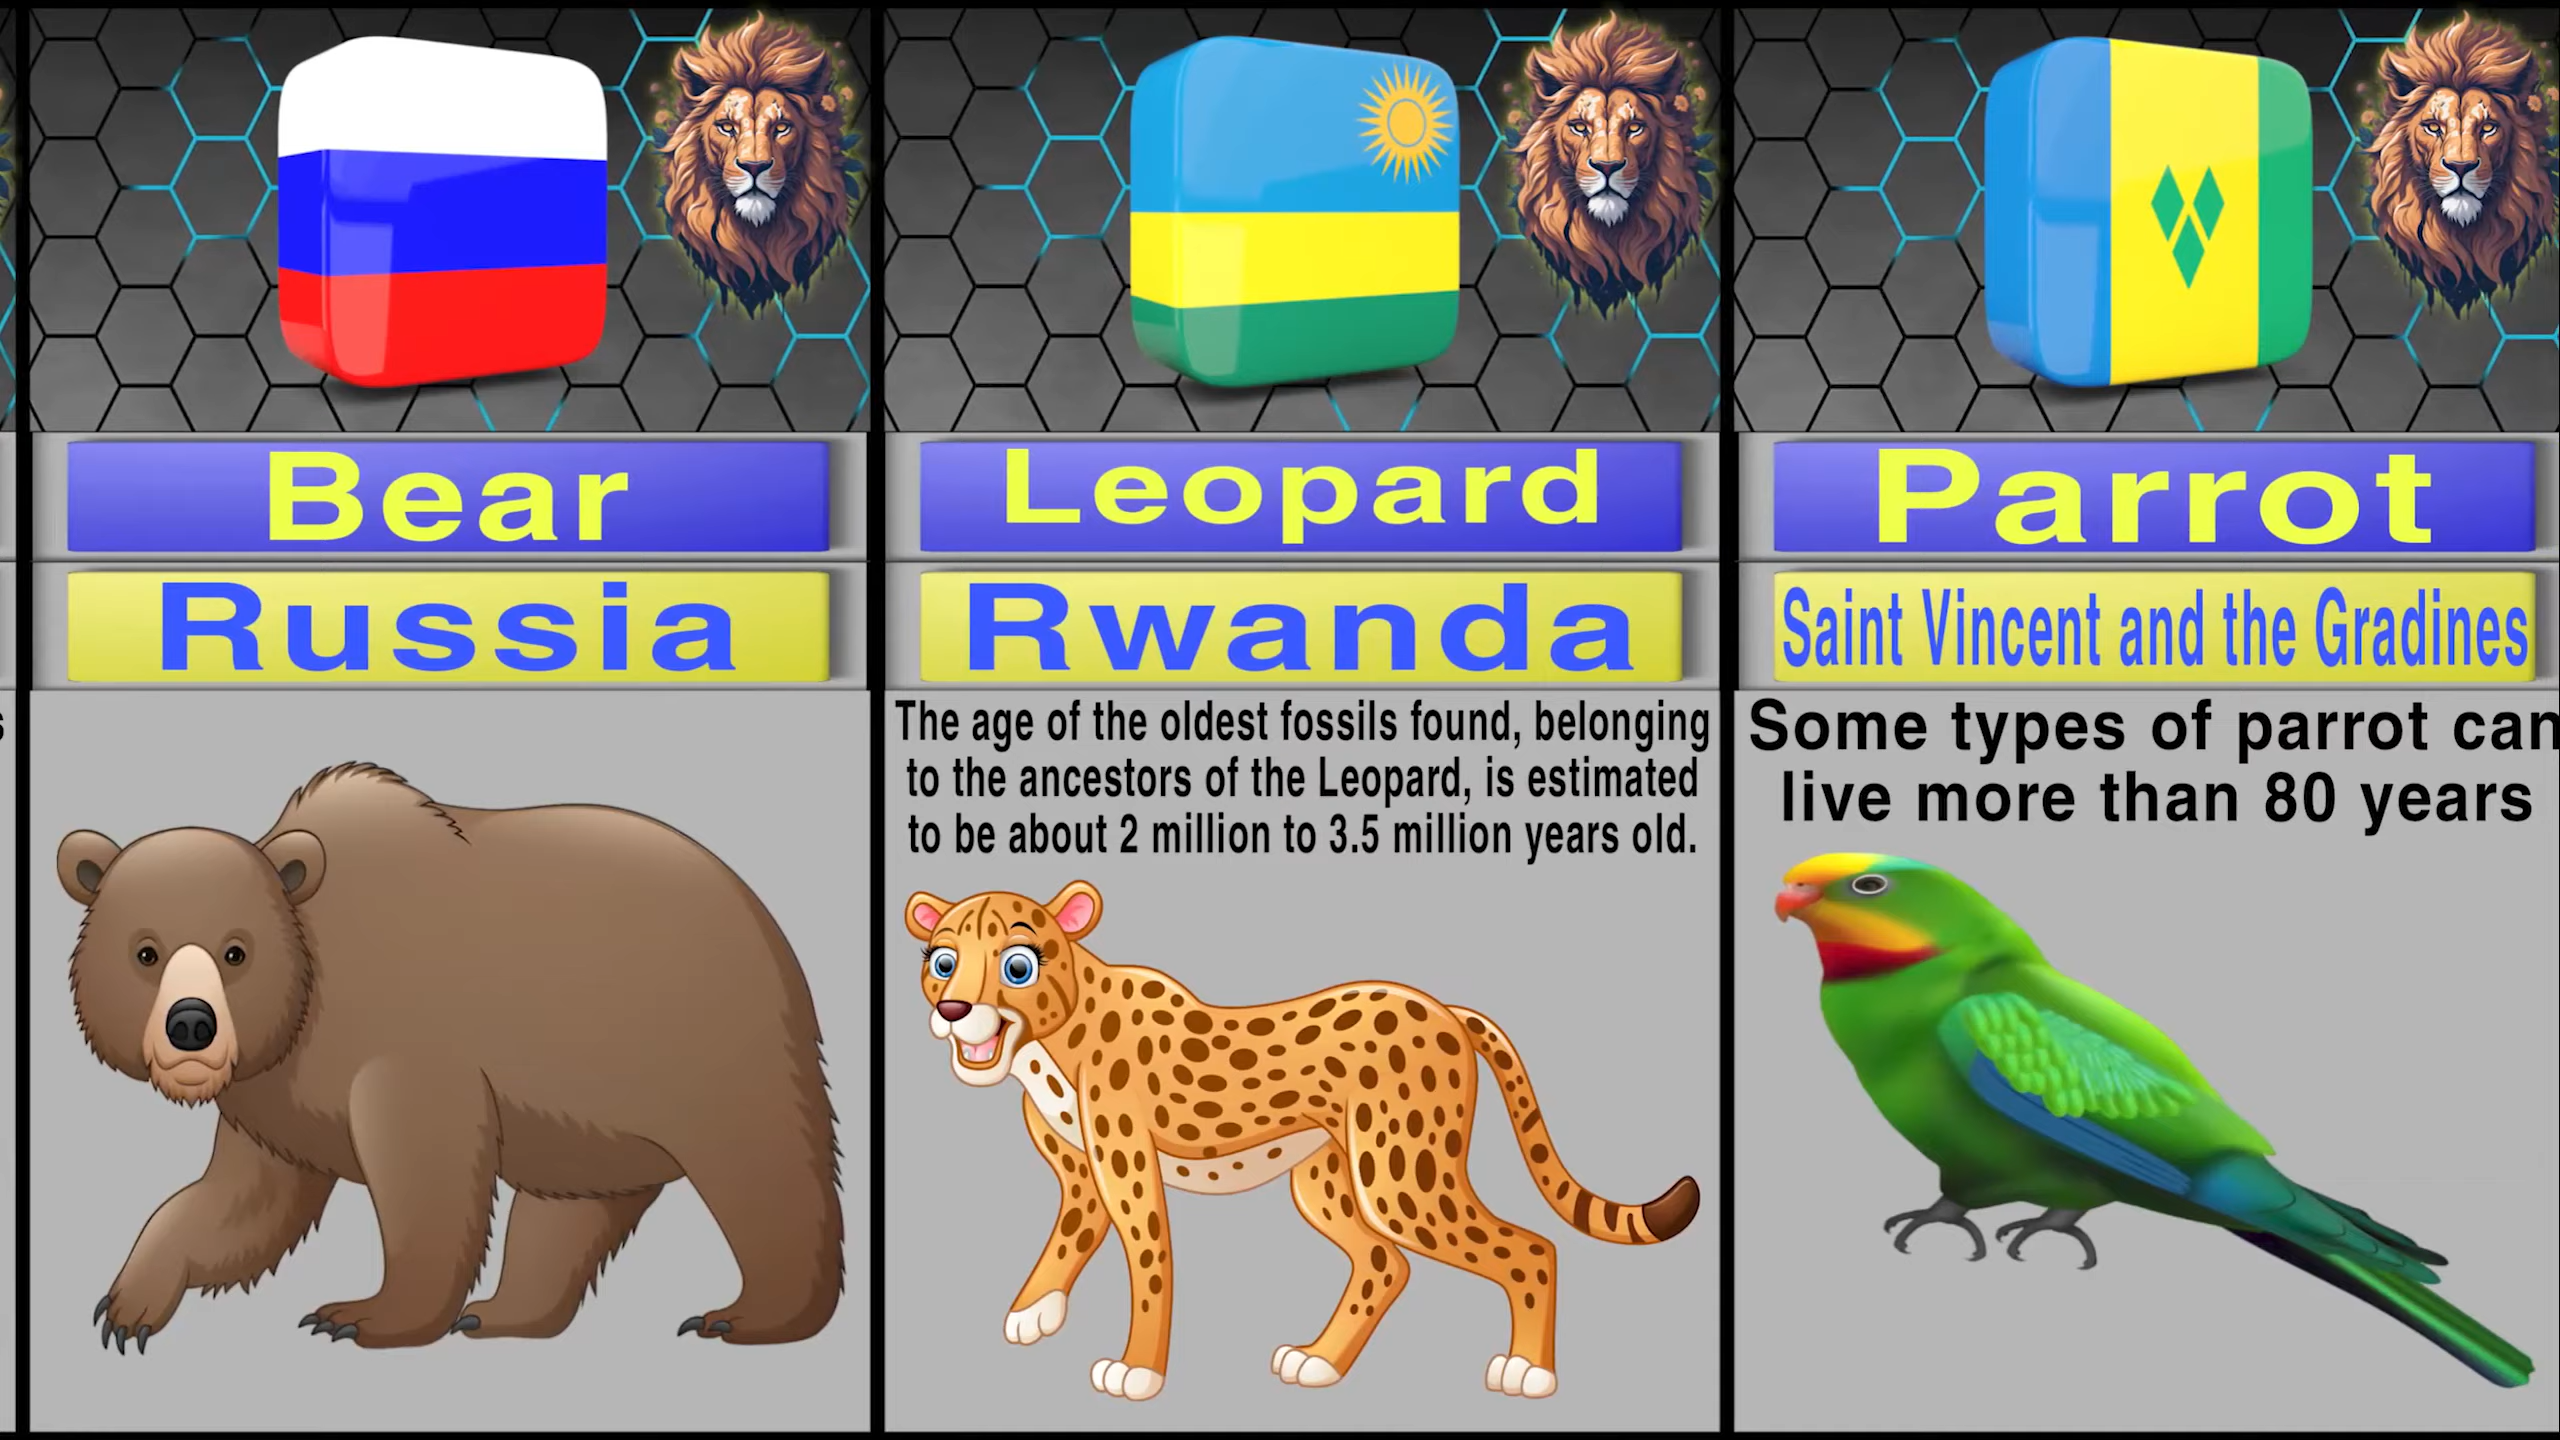 Bear
Russia
Leopard
Rwanda
The age of the oldest fossils found, belonging
to the ancestors of the Leopard, is estimated
to be about 2 million to 3.5 million years old.
Parrot
Saint Vincent and the Gradines
Some types of parrot can
live more than 80 years